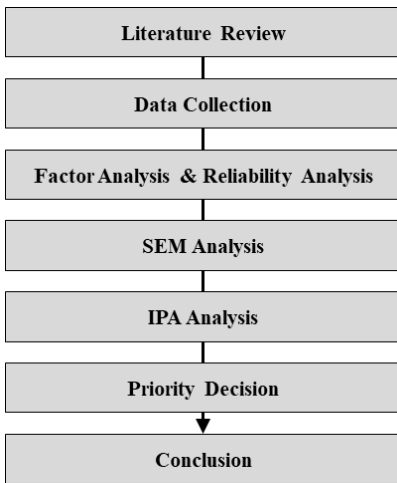 Literature Review
Data Collection
Factor Analysis & Reliability Analysis
SEM Analysis
IPA Analysis
Priority Decision
Conclusion